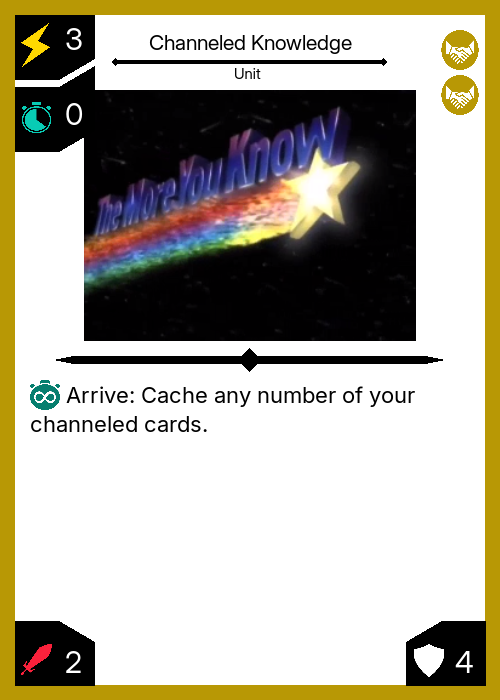 3
Channeled Knowledge
Unit
0
The More You Know
Arrive: Cache any number of your
channeled cards.
2
4